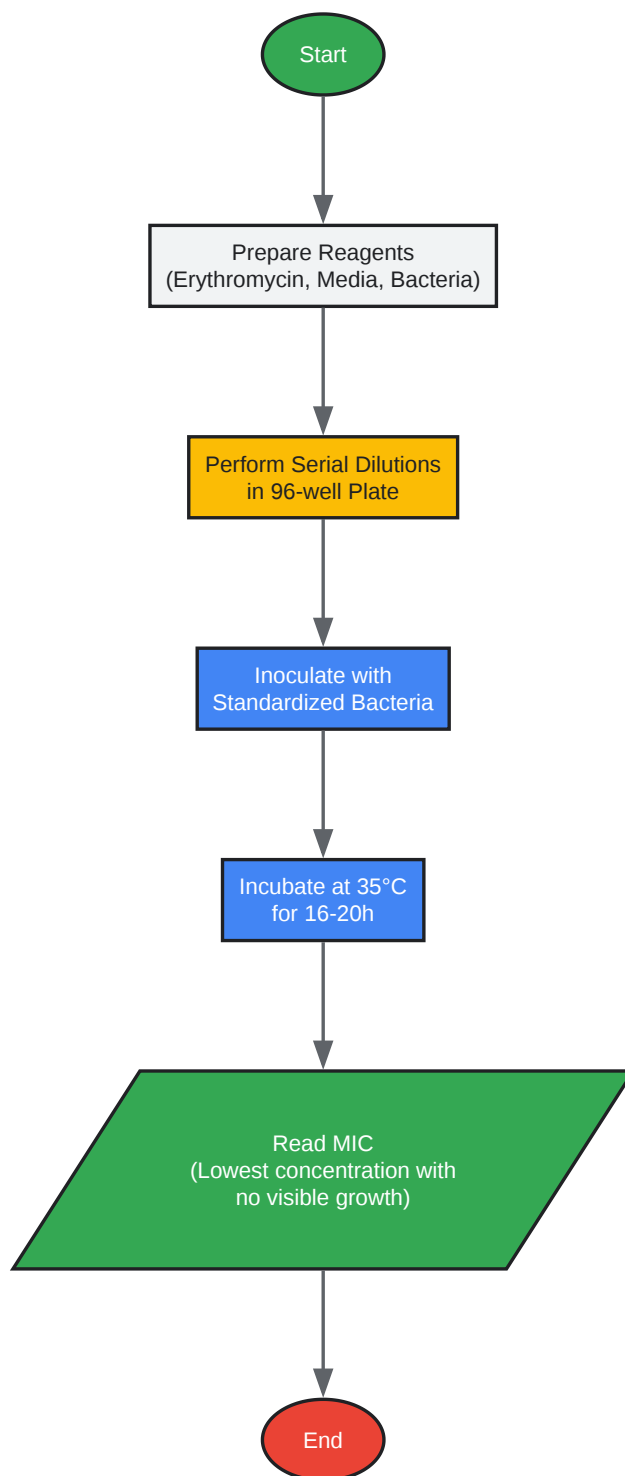 Start
Prepare Reagents
(Erythromycin, Media, Bacteria)
Perform Serial Dilutions
in 96-well Plate
Inoculate with
Standardized Bacteria
Incubate at 35°C
for 16-20h
Read MIC
(Lowest concentration with
no visible growth)
End